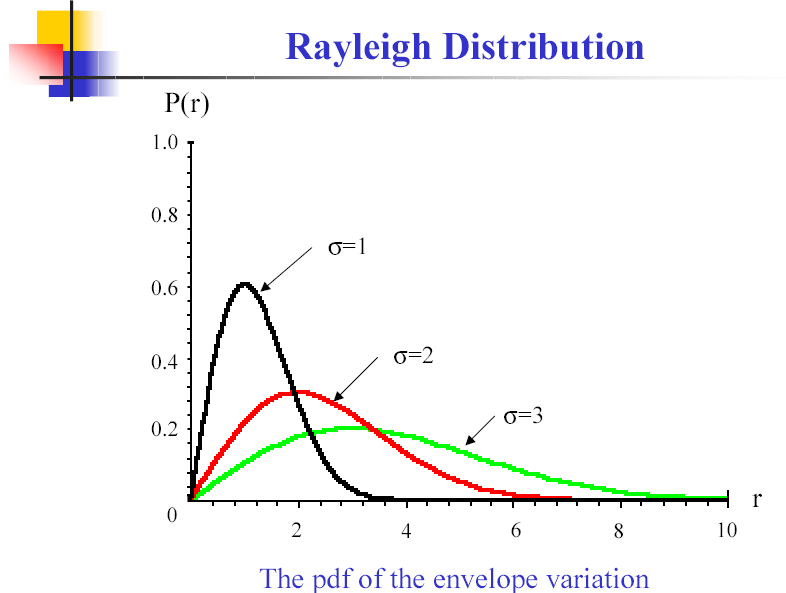 Rayleigh Distribution
P(r)
1.0
0.8
σ=1
0.6
0.4
σ=2
0.2
σ=3
0
2
4
6
8
10
r
The pdf of the envelope variation